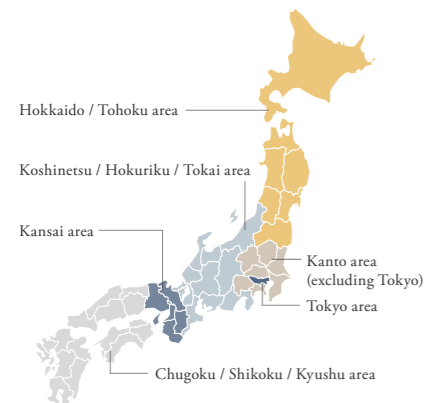 Hokkaido / Tohoku area
Koshinetsu / Hokuriku / Tokai area
Kansai area
Kanto area
(excluding Tokyo)
Tokyo area
Chugoku / Shikoku / Kyushu area